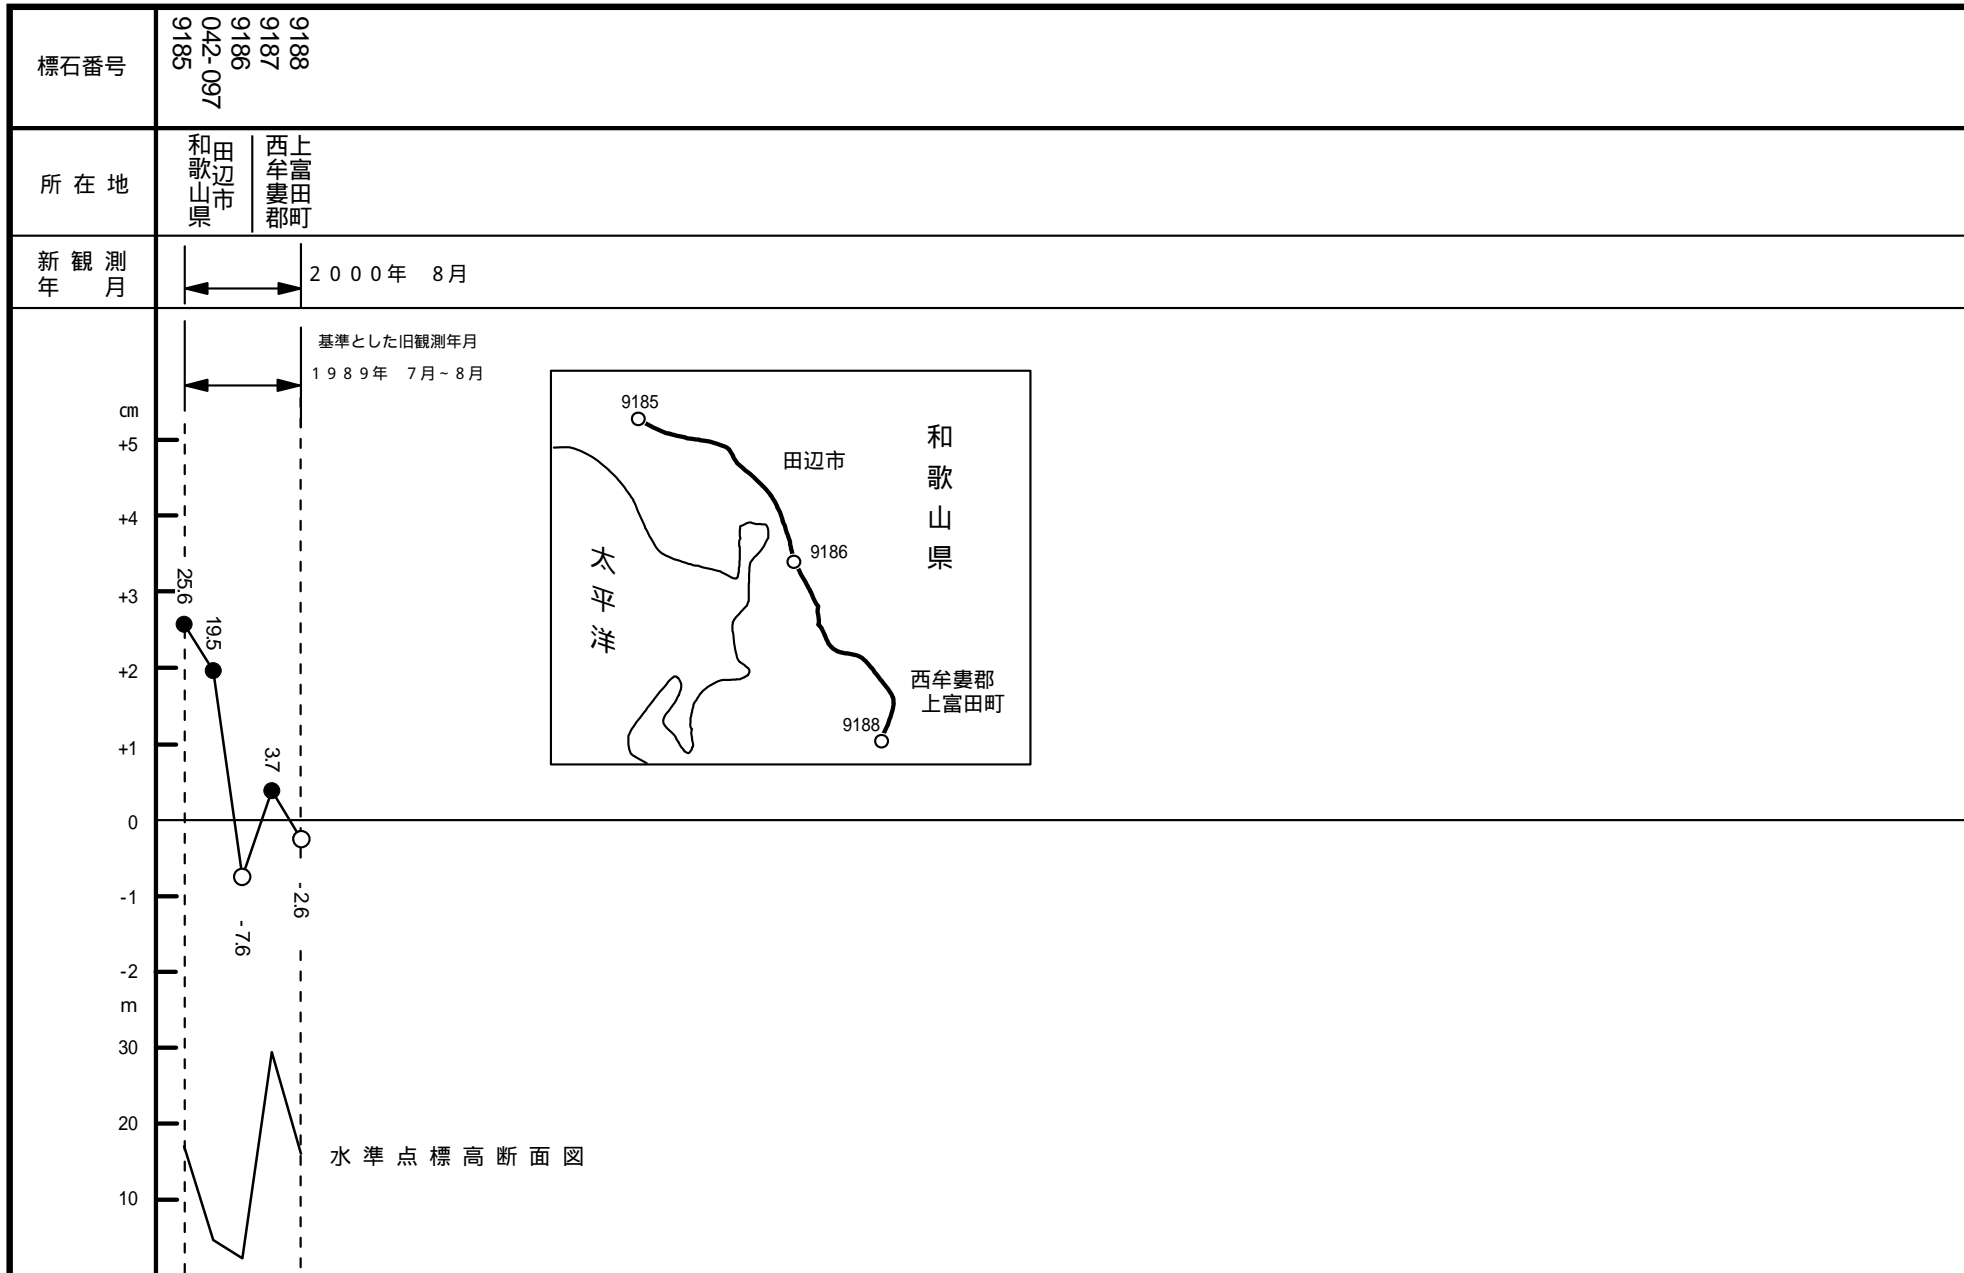 標石番号
9185
042-097
9186
9187
9188
所 在 地
和歌山県
田辺市
西牟婁郡
上富田町
新 観 測
年 月
2000年 8月
基準とした旧観測年月
1989年 7月~8月
cm
+5
+4
+3
+2
+1
0
-1
-2
m
30
20
10
25.6
19.5
-7.6
3.7
-2.6
9185
田辺市
和歌山県
9186
太平洋
西牟婁郡
上富田町
9188
水準点標高断面図